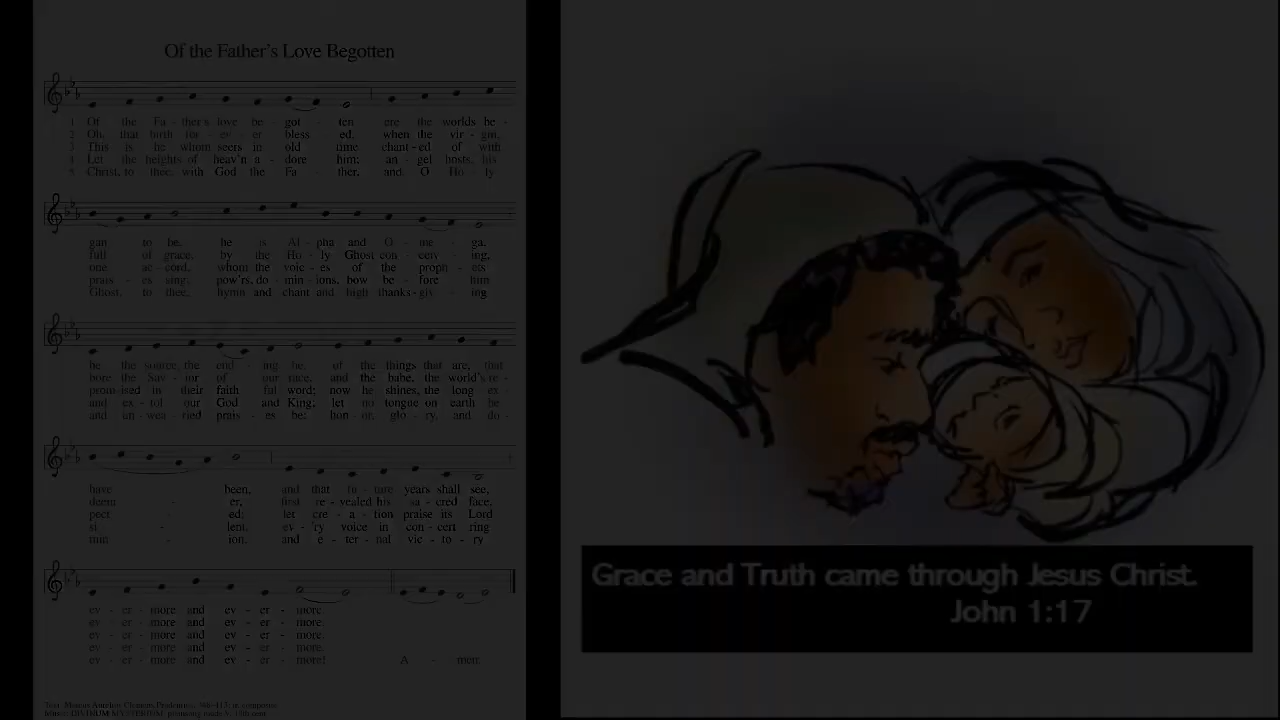 Of the Father's Love Begotten
1 Of the Fa - ther's love be - got - ten ere the worlds be -
2 Oh, that birth for - ev - er bless - ed, when the vir - gin,
3 This is he whom seers in old time chant - ed of with
4 Let the heights of heav'n a - dore him; an - gel hosts, his
5 Christ, to thee, with God the Fa - ther, and, O Ho - ly
gan to be, he is Al - pha and O - me - ga,
full of grace, by the Ho - ly Ghost con - ceiv - ing,
one ac - cord, whom the voic - es of the proph - ets
prais - es sing; pow'rs, do - min - ions, bow be - fore him
Ghost, to thee, hymn and chant and high thanks - giv - ing
he the source, the end - ing he, of the things that are, that
bore the Sav - ior of our race, and the babe, the world's re -
prom - ised in their faith - ful word; now he shines, the long ex -
and ex - tol our God and King; let no tongue on earth be
and un - wea - ried prais - es be: hon - or, glo - ry, and do -
have been, and that fu - ture years shall see,
deem - er, first re - vealed his sa - cred face,
pect - ed; let cre - a - tion praise its Lord
si - lent, ev - 'ry voice in con - cert ring
min - ion, and e - ter - nal vic - to - ry
ev - er - more and ev - er - more.
ev - er - more and ev - er - more.
ev - er - more and ev - er - more.
ev - er - more and ev - er - more.
ev - er - more and ev - er - more! A - men.
Text: Marcus Aurelius Clemens Prudentius, 348-413;
Music: DIVINUM MYSTERIUM,
Grace and Truth came through Jesus Christ.
John 1:17